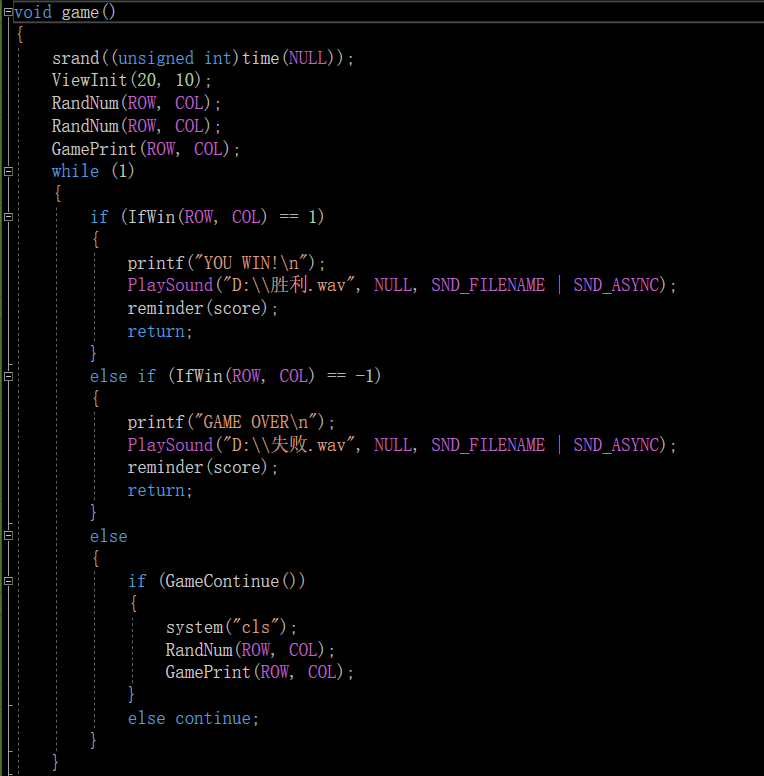 void game()
{
    srand((unsigned int)time(NULL));
    ViewInit(20, 10);
    RandNum(ROW, COL);
    RandNum(ROW, COL);
    GamePrint(ROW, COL);
    while (1)
    {
        if (IfWin(ROW, COL) == 1)
        {
            printf("YOU WIN!\n");
            PlaySound("D:\\胜利.wav", NULL, SND_FILENAME | SND_ASYNC);
            reminder(score);
            return;
        }
        else if (IfWin(ROW, COL) == -1)
        {
            printf("GAME OVER\n");
            PlaySound("D:\\失败.wav", NULL, SND_FILENAME | SND_ASYNC);
            reminder(score);
            return;
        }
        else
        {
            if (GameContinue())
            {
                system("cls");
                RandNum(ROW, COL);
                GamePrint(ROW, COL);
            }
            else continue;
        }
    }